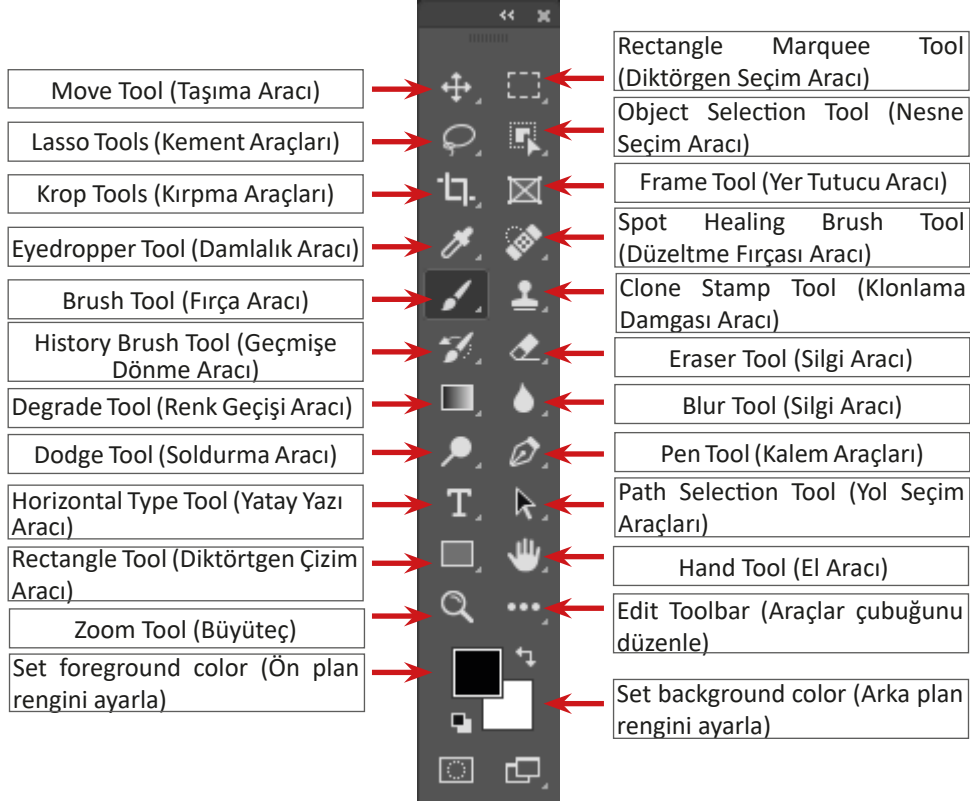 Move Tool (Taşıma Aracı)
Lasso Tools (Kement Araçları)
Krop Tools (Kırpma Araçları)
Eyedropper Tool (Damlalık Aracı)
Brush Tool (Fırça Aracı)
History Brush Tool (Geçmişe
Dönme Aracı)
Degrade Tool (Renk Geçişi Aracı)
Dodge Tool (Soldurma Aracı)
Horizontal Type Tool (Yatay Yazı
Aracı)
Rectangle Tool (Diktörtgen Çizim
Aracı)
Zoom Tool (Büyüteç)
Set foreground color (Ön plan
rengini ayarla)
T
Rectangle Marquee Tool
(Diktörgen Seçim Aracı)
Object Selection Tool (Nesne
Seçim Aracı)
Frame Tool (Yer Tutucu Aracı)
Spot Healing Brush Tool
(Düzeltme Fırçası Aracı)
Clone Stamp Tool (Klonlama
Damgası Aracı)
Eraser Tool (Silgi Aracı)
Blur Tool (Silgi Aracı)
Pen Tool (Kalem Araçları)
Path Selection Tool (Yol Seçim
Araçları)
Hand Tool (El Aracı)
Edit Toolbar (Araçlar çubuğunu
düzenle)
Set background color (Arka plan
rengini ayarla)